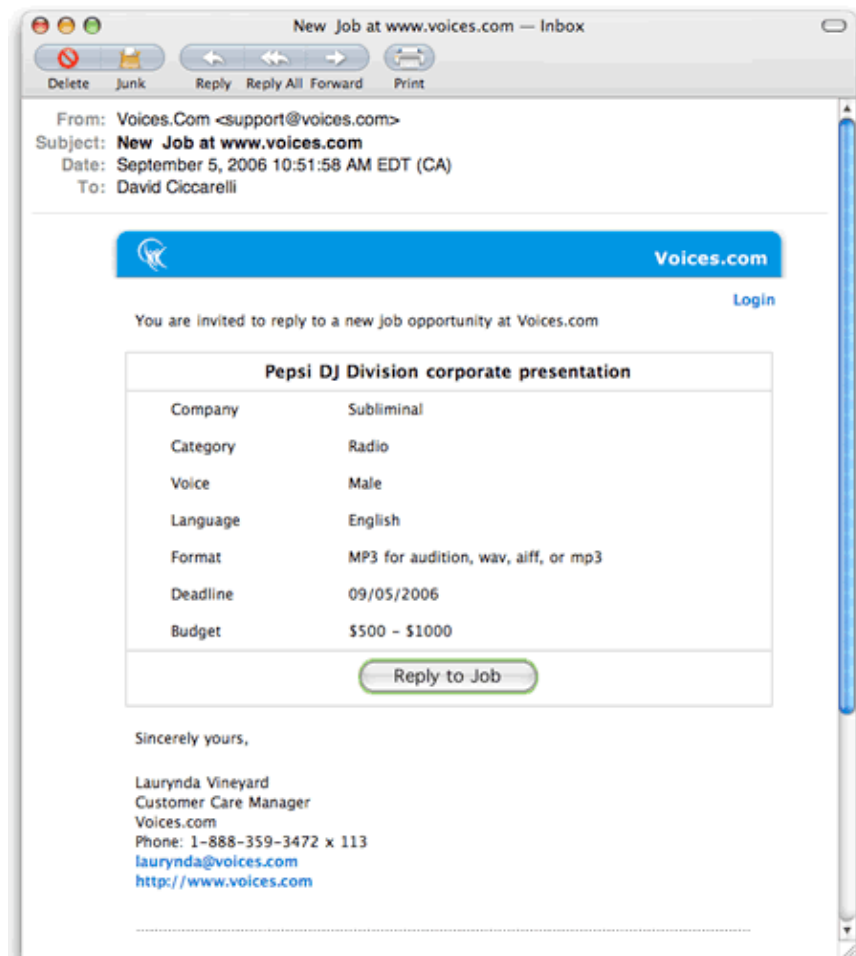 New Job at www.voices.com — Inbox
Delete Junk Reply Reply All Forward Print
From: Voices.Com <support@voices.com>
Subject: New Job at www.voices.com
Date: September 5, 2006 10:51:58 AM EDT (CA)
To: David Ciccarelli
Voices.com
Login
You are invited to reply to a new job opportunity at Voices.com
Pepsi DJ Division corporate presentation
Company Subliminal
Category Radio
Voice Male
Language English
Format MP3 for audition, wav, aiff, or mp3
Deadline 09/05/2006
Budget $500 - $1000
Reply to Job
Sincerely yours,
Laurynda Vineyard
Customer Care Manager
Voices.com
Phone: 1-888-359-3472 x 113
laurynda@voices.com
http://www.voices.com